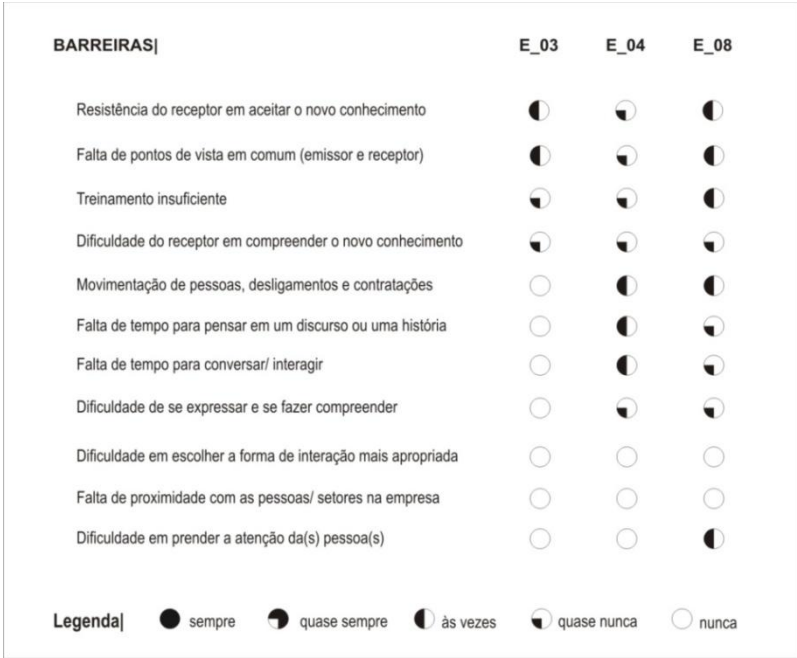 BARREIRAS| E_03 E_04 E_08
Resistência do receptor em aceitar o novo conhecimento
Falta de pontos de vista em comum (emissor e receptor)
Treinamento insuficiente
Dificuldade do receptor em compreender o novo conhecimento
Movimentação de pessoas, desligamentos e contratações
Falta de tempo para pensar em um discurso ou uma história
Falta de tempo para conversar/ interagir
Dificuldade de se expressar e se fazer compreender
Dificuldade em escolher a forma de interação mais apropriada
Falta de proximidade com as pessoas/ setores na empresa
Dificuldade em prender a atenção da(s) pessoa(s)
Legenda| sempre quase sempre às vezes quase nunca nunca